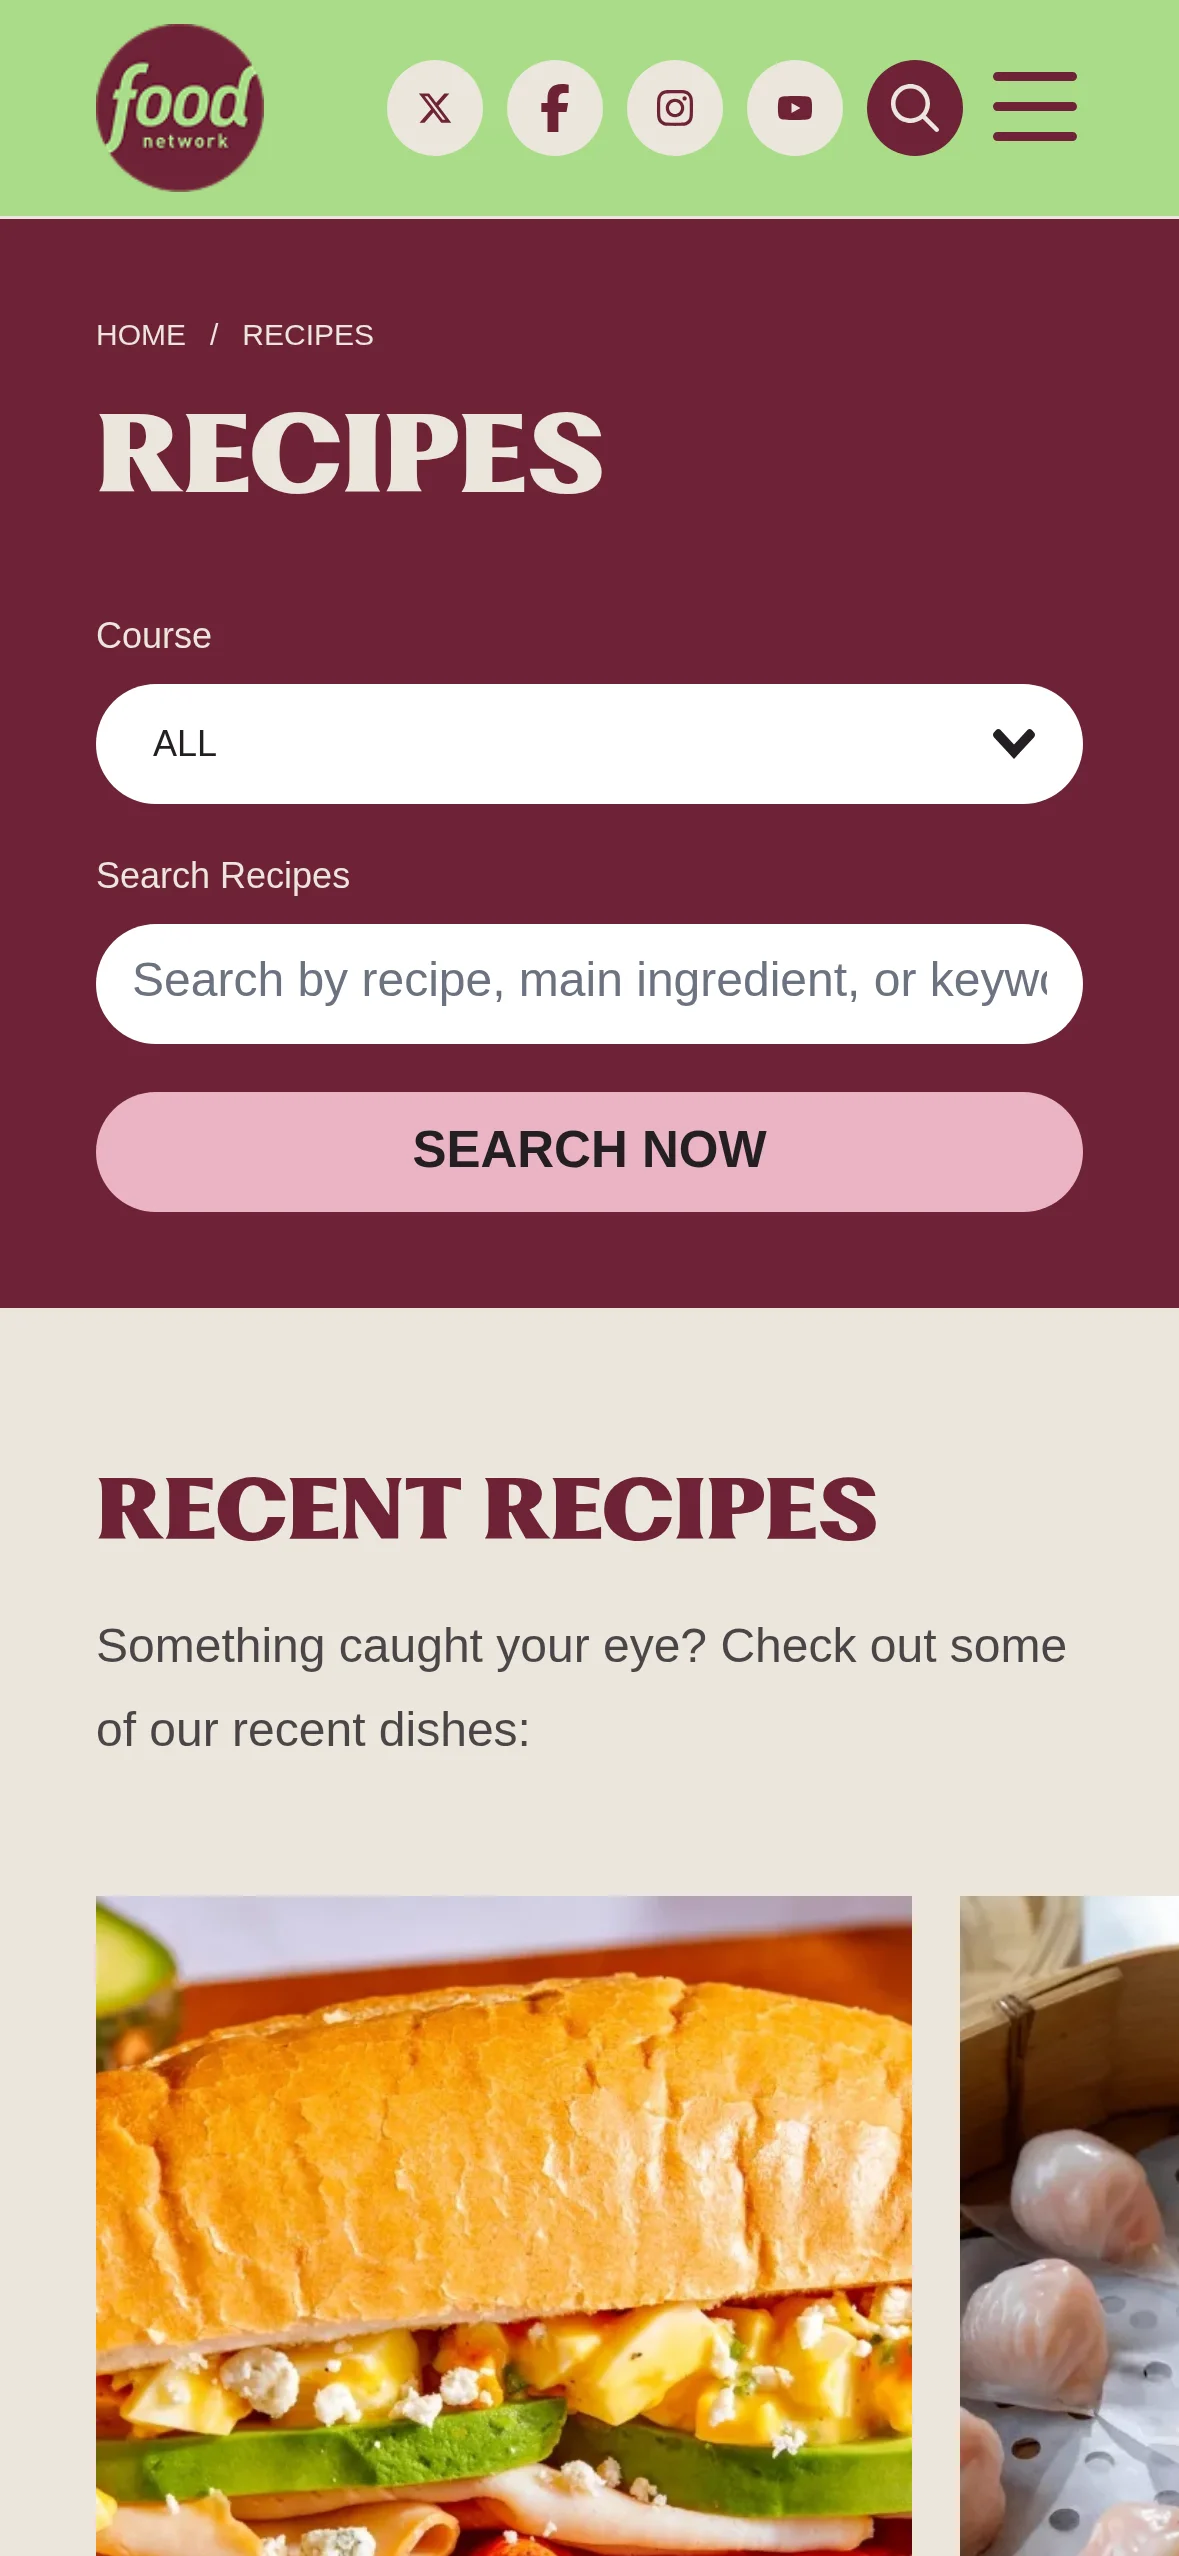 food
network
HOME / RECIPES
RECIPES
Course
ALL
Search Recipes
Search by recipe, main ingredient, or keywo
SEARCH NOW
RECENT RECIPES
Something caught your eye? Check out some
of our recent dishes: